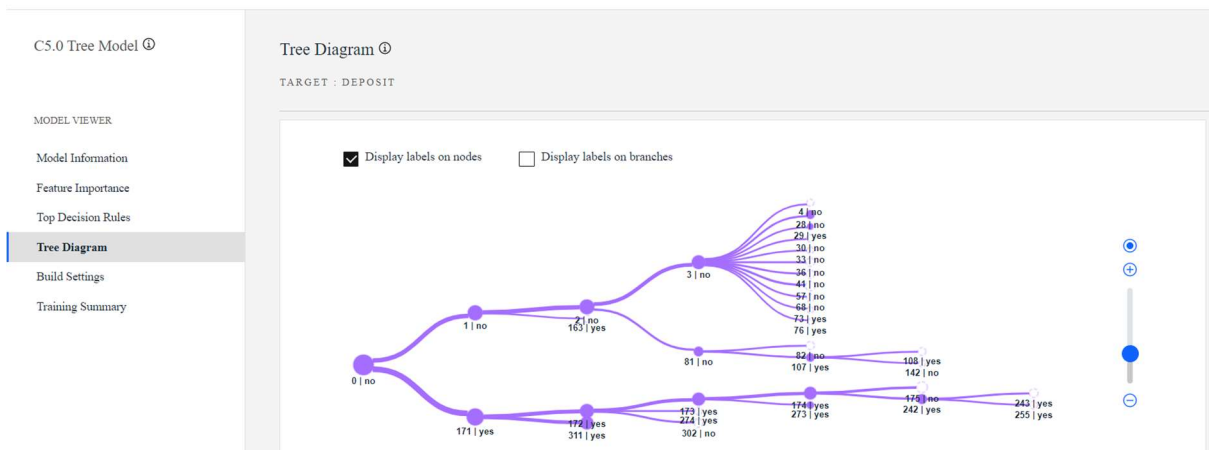 C5.0 Tree Model
MODEL VIEWER
Model Information
Feature Importance
Top Decision Rules
Tree Diagram
Build Settings
Training Summary
Tree Diagram
TARGET : DEPOSIT
Display labels on nodes
Display labels on branches
0 | no
1 | no
171 | yes
2 | no
163 | yes
172 | yes
311 | yes
3 | no
81 | no
173 | yes
274 | yes
302 | no
4 | no
28 | no
29 | yes
30 | no
33 | no
36 | no
44 | no
57 | no
68 | no
73 | yes
76 | yes
82 | no
107 | yes
174 | yes
273 | yes
108 | yes
142 | no
175 | no
242 | yes
243 | yes
255 | yes